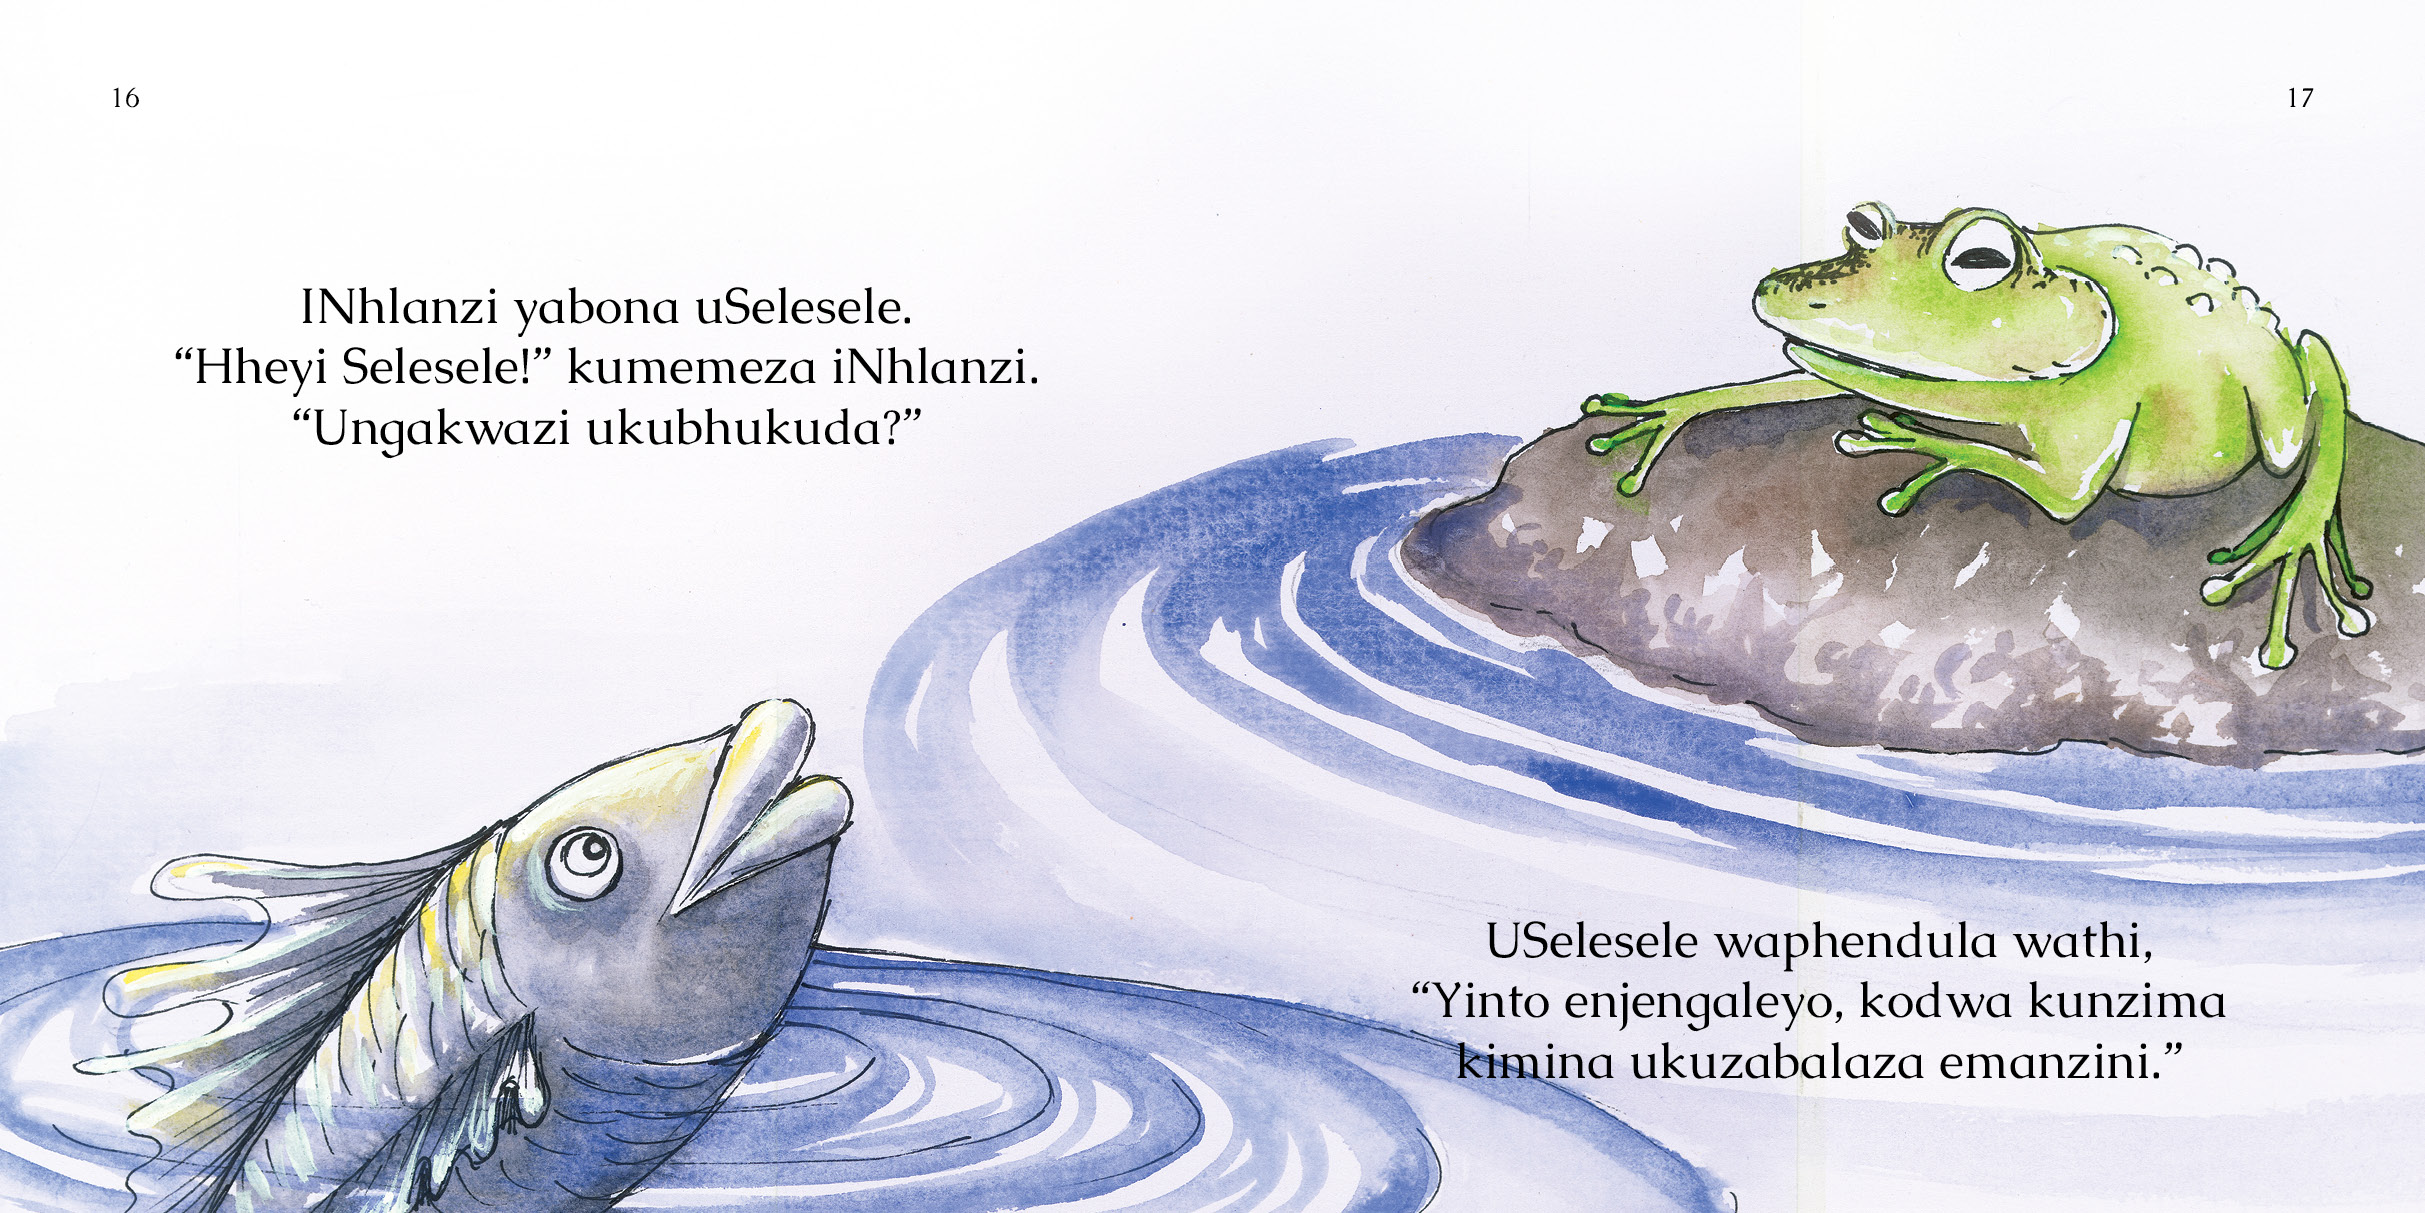 16
INhlanzi yabona uSelesele.
“Hheyi Selesele!” kumemeza iNhlanzi.
“Ungakwazi ukubhukuda?”
17
USelesele waphendula wathi,
“Yinto enjengaleyo, kodwa kunzima
kimina ukuzabalaza emanzini.”